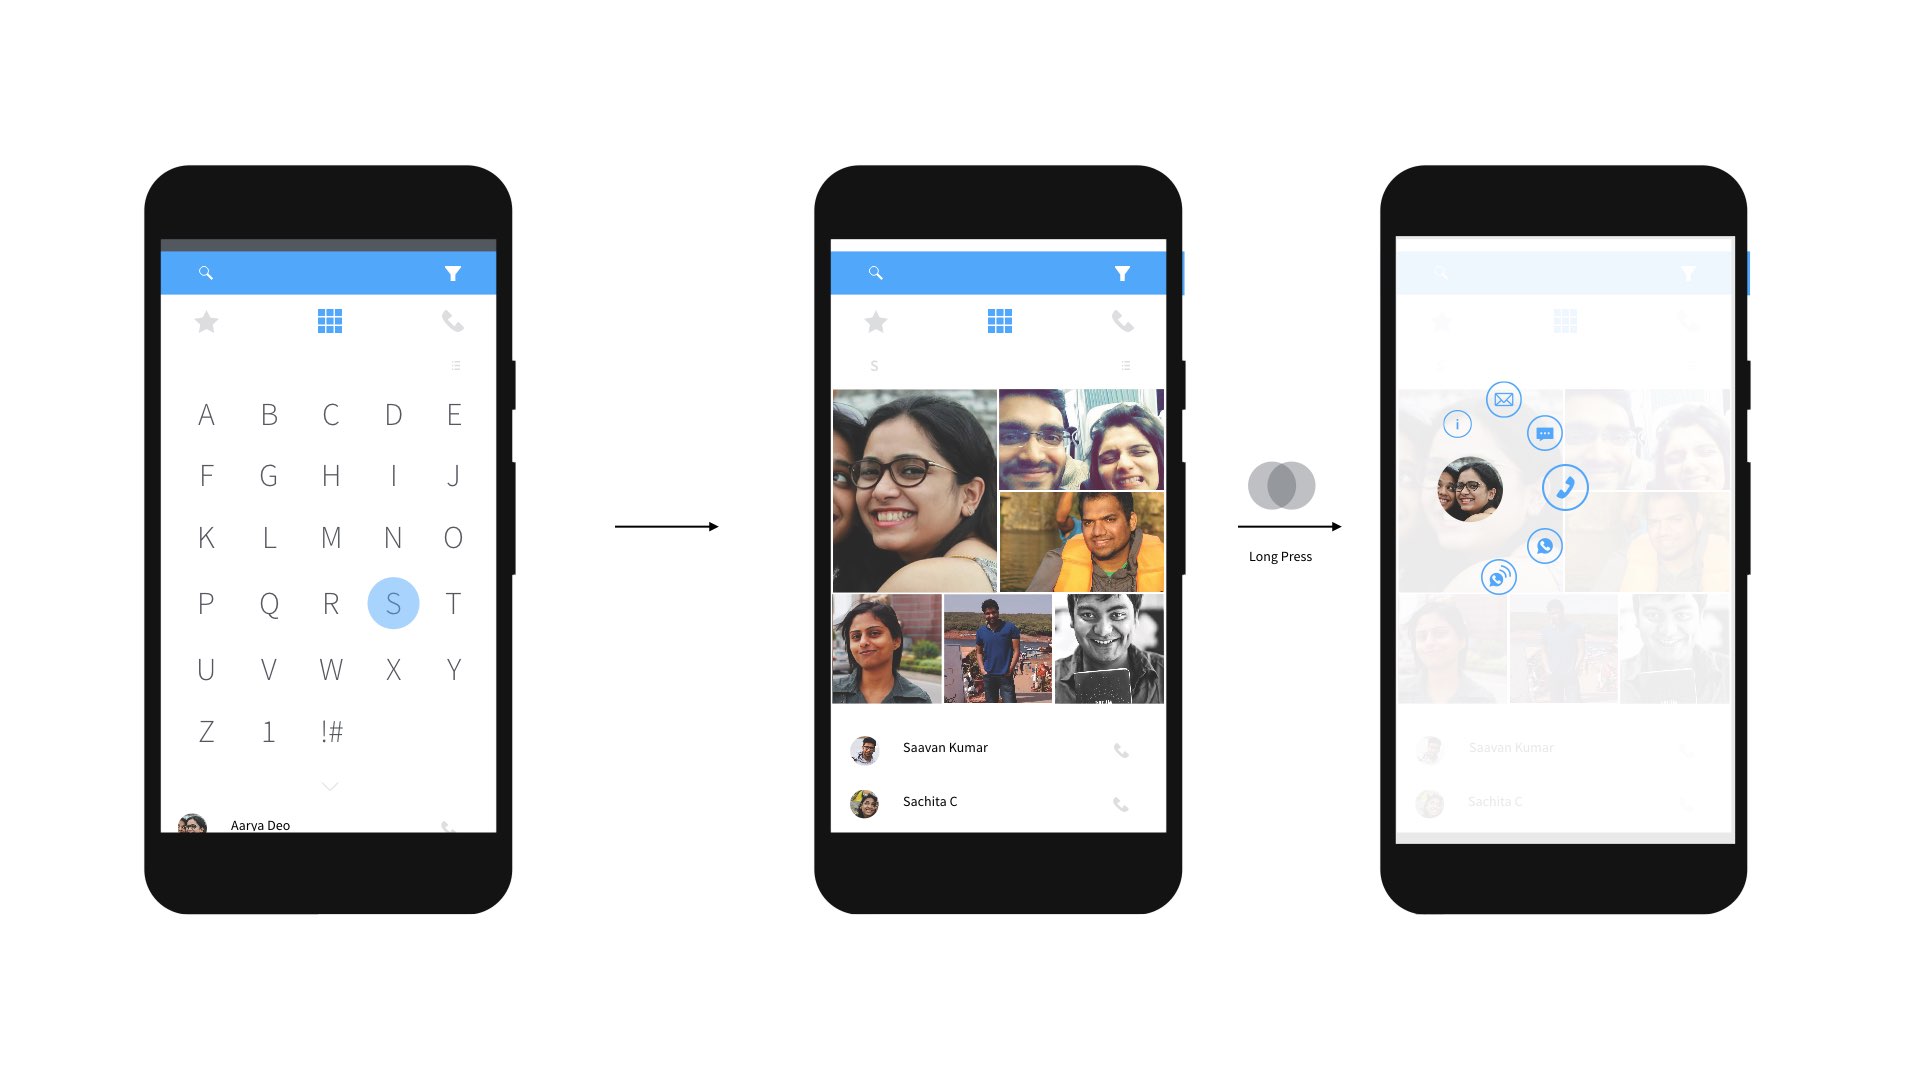 A B C D E
F G H I J
K L M N O
P Q R S T
U V W X Y
Z 1 !#
Aarya Deo
S
Saavan Kumar
Sachita C
Long Press
S
i
Saavan Kumar
Sachita C